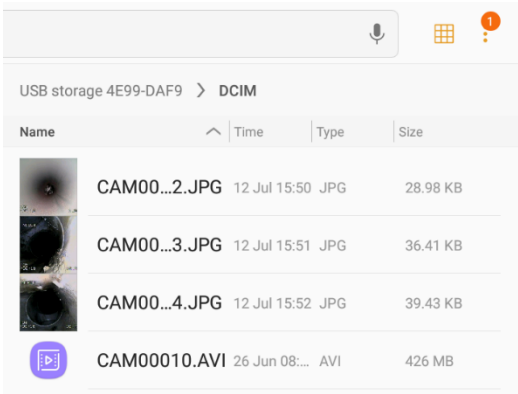 1
USB storage 4E99-DAF9 > DCIM
Name Time Type Size
CAM00...2.JPG 12 Jul 15:50 JPG 28.98 KB
CAM00...3.JPG 12 Jul 15:51 JPG 36.41 KB
CAM00...4.JPG 12 Jul 15:52 JPG 39.43 KB
CAM00010.AVI 26 Jun 08:... AVI 426 MB